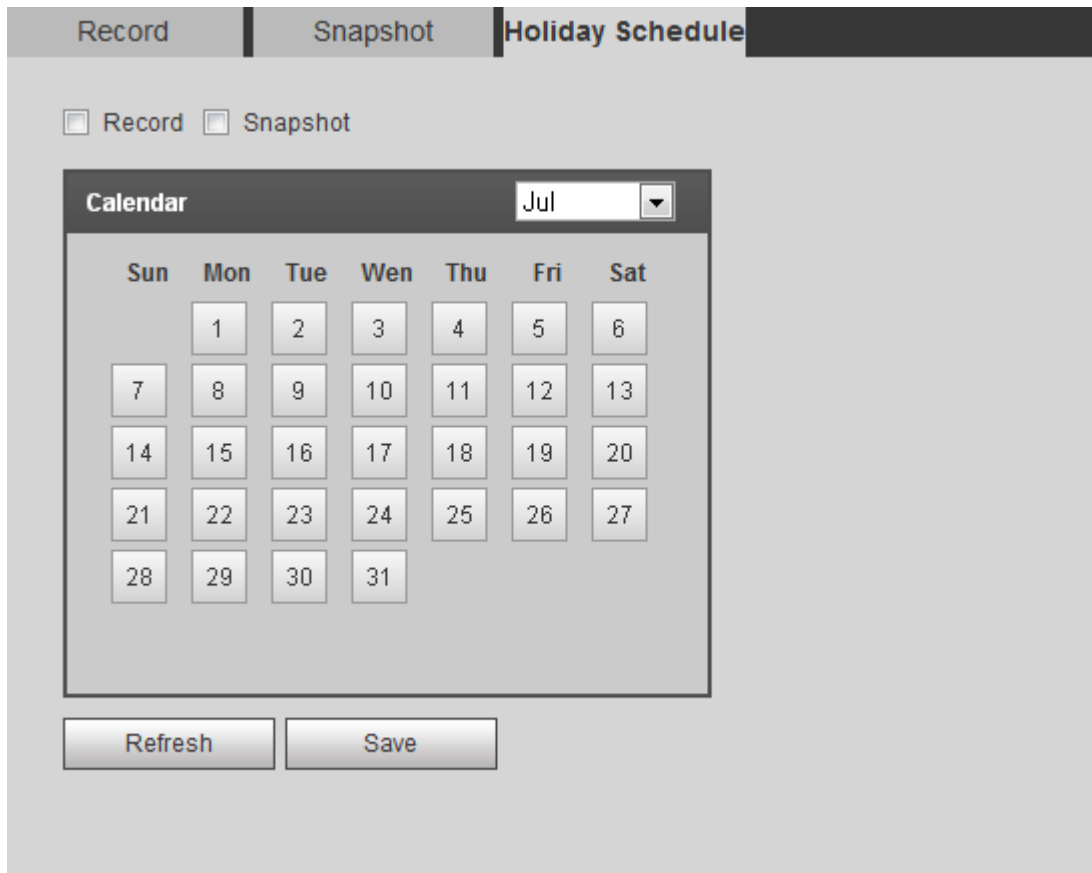 Record Snapshot Holiday Schedule
Record Snapshot
Calendar Jul
Sun Mon Tue Wen Thu Fri Sat
1 2 3 4 5 6
7 8 9 10 11 12 13
14 15 16 17 18 19 20
21 22 23 24 25 26 27
28 29 30 31
Refresh Save